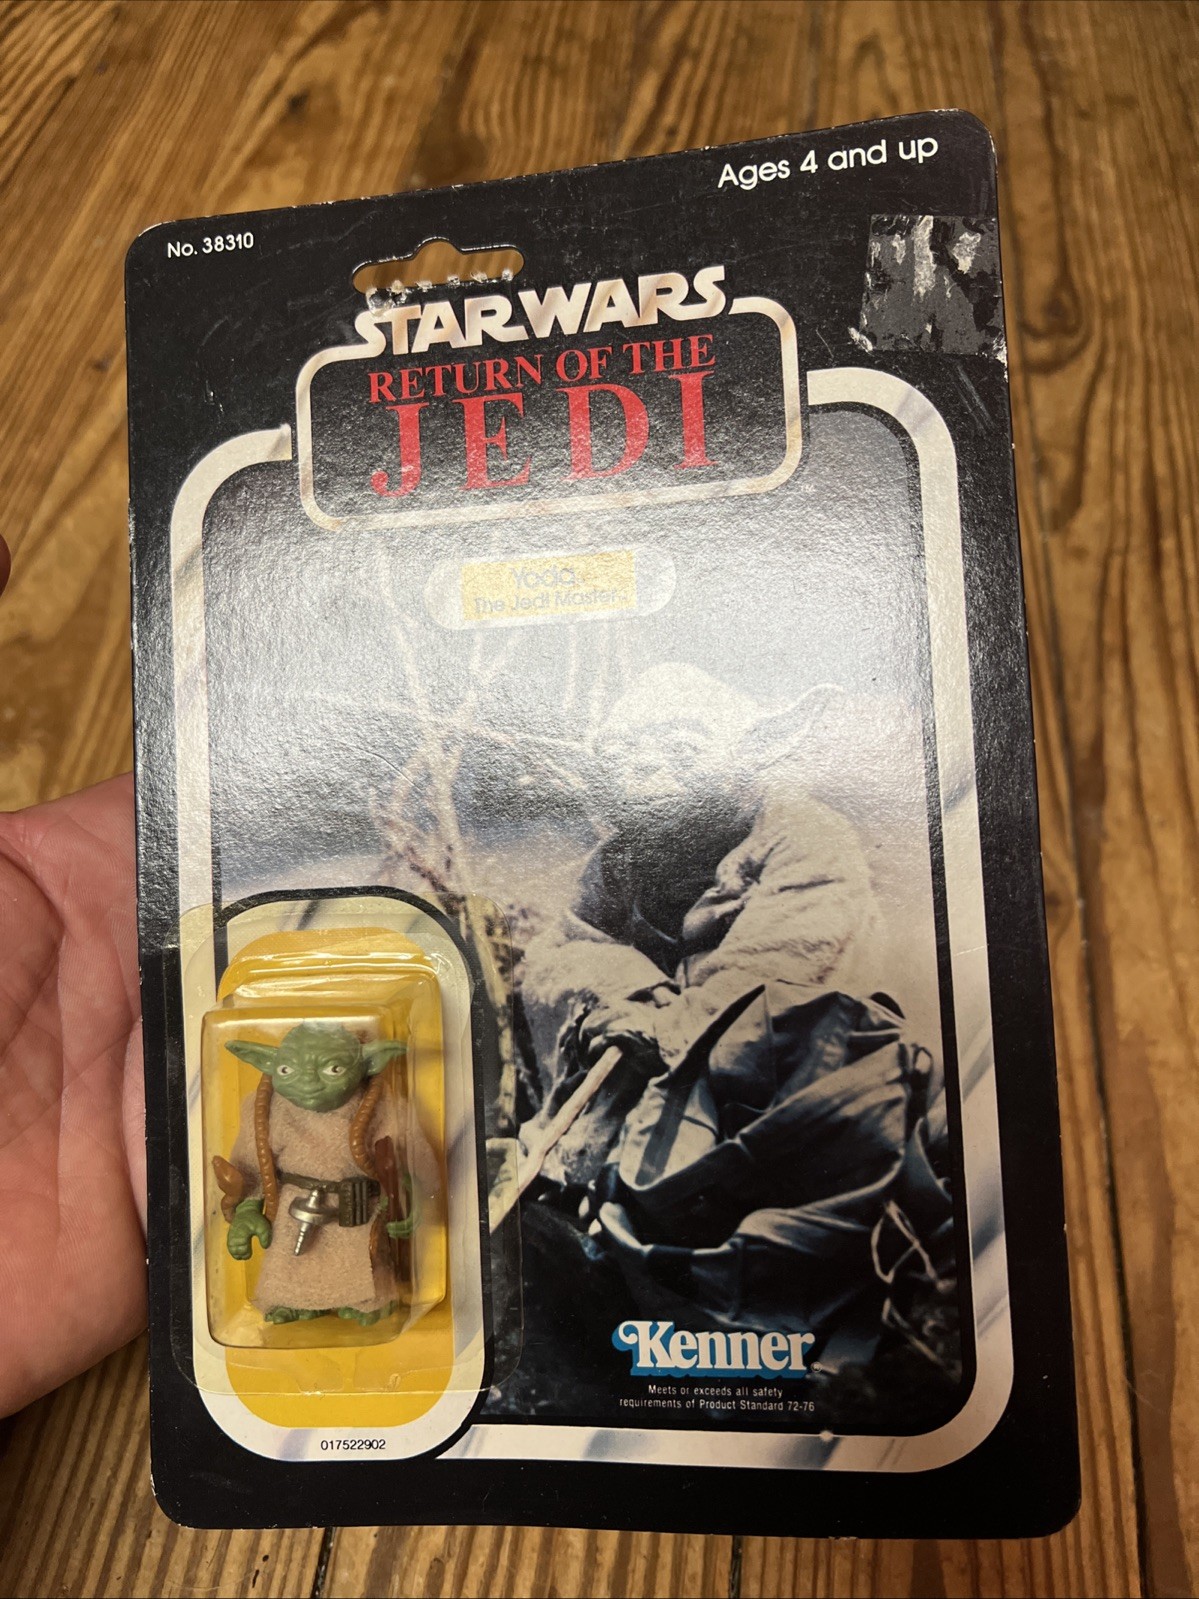 Ages 4 and up
No. 38310
STAR WARS
RETURN OF THE
JEDI
Yoda
The Jedi Master
Kenner
Meets or exceeds all safety
requirements of Product Standard 72-76
017522902